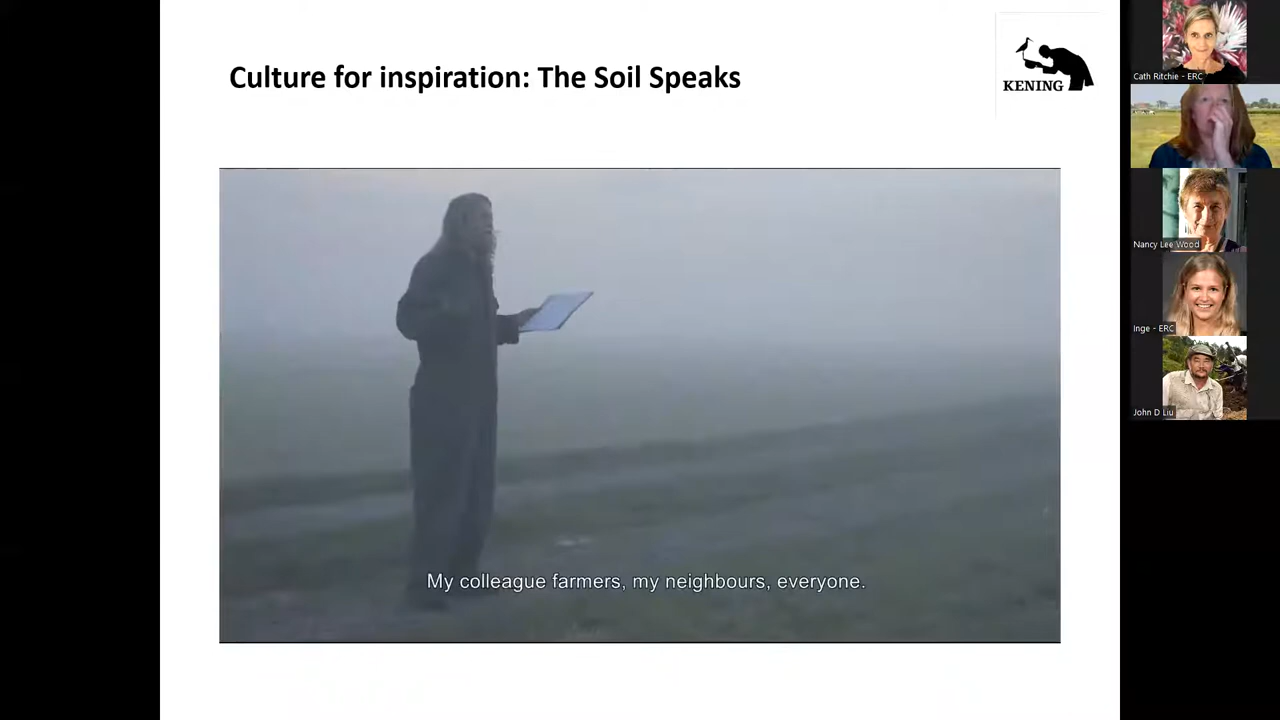 Culture for inspiration: The Soil Speaks
KENING
My colleague farmers, my neighbours, everyone.
Cath Ritchie - ERC
Nancy Lee Wood
Inge - ERC
John D Liu